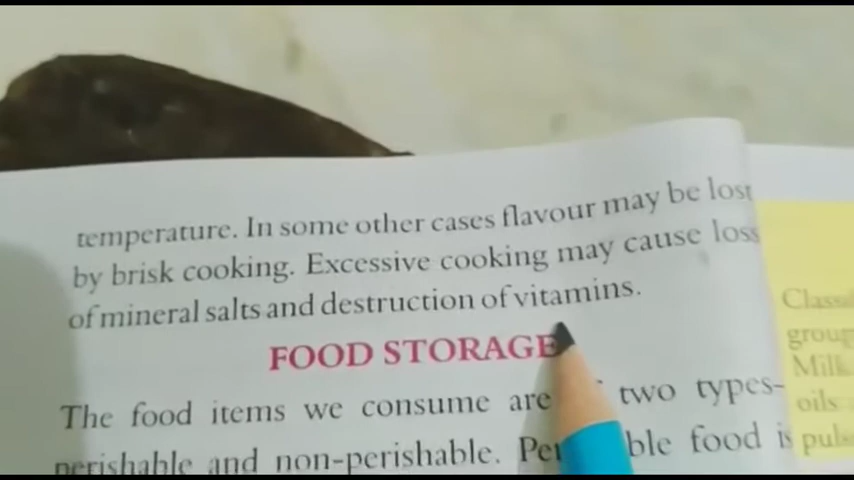 temperature. In some other cases flavour may be lost
by brisk cooking. Excessive cooking may cause loss
of mineral salts and destruction of vitamins.
FOOD STORAGE
The food items we consume are two types-
perishable and non-perishable. food is
Milk
oils